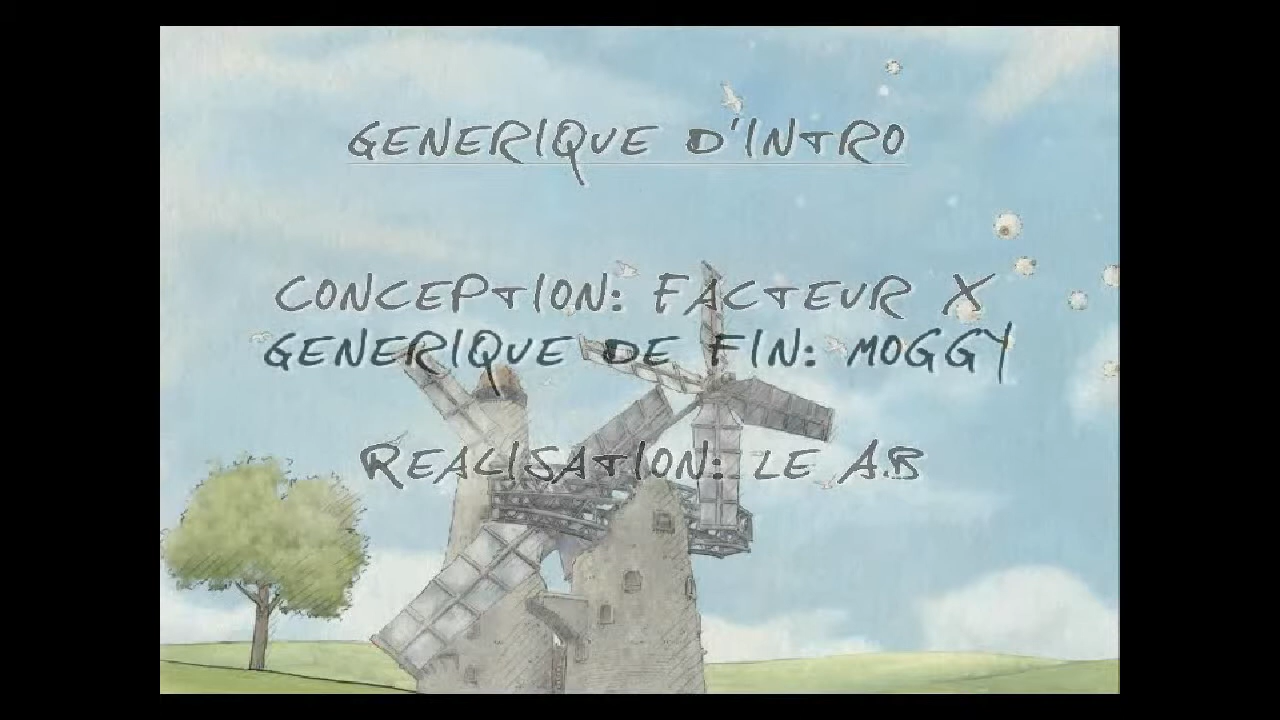 GENERIQUE D'INTRO
CONCEPTION: FACTEUR X
GENERIQUE DE FIN: MOGGY
REALISATION: LE A.B